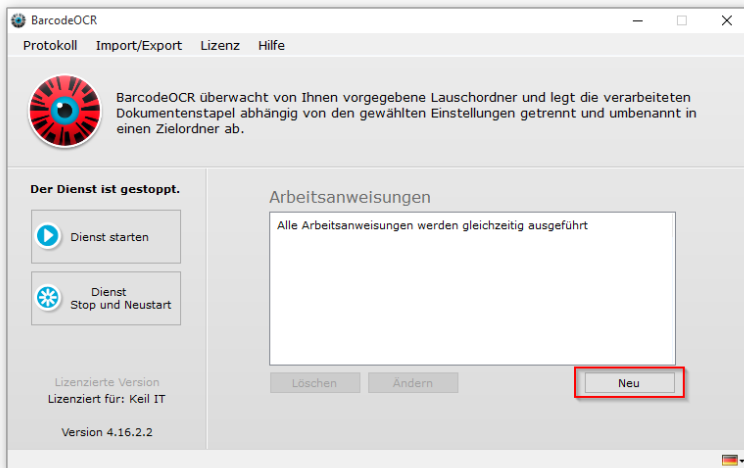 BarcodeOCR
Protokoll Import/Export Lizenz Hilfe
BarcodeOCR überwacht von Ihnen vorgegebene Lauschordner und legt die verarbeiteten
Dokumentenstapel abhängig von den gewählten Einstellungen getrennt und umbenannt in
einen Zielordner ab.
Der Dienst ist gestoppt.
Dienst starten
Dienst
Stop und Neustart
Lizenzierte Version
Lizenziert für: Keil IT
Version 4.16.2.2
Arbeitsanweisungen
Alle Arbeitsanweisungen werden gleichzeitig ausgeführt
Löschen Ändern Neu